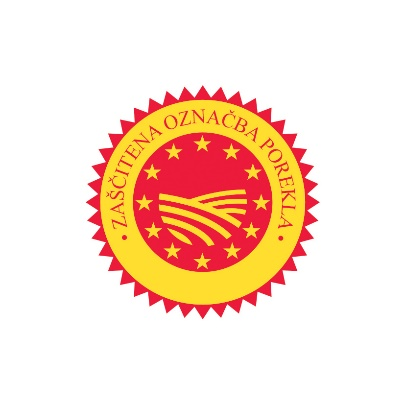 • ZAŠČITENA OZNAČBA POREKLA •